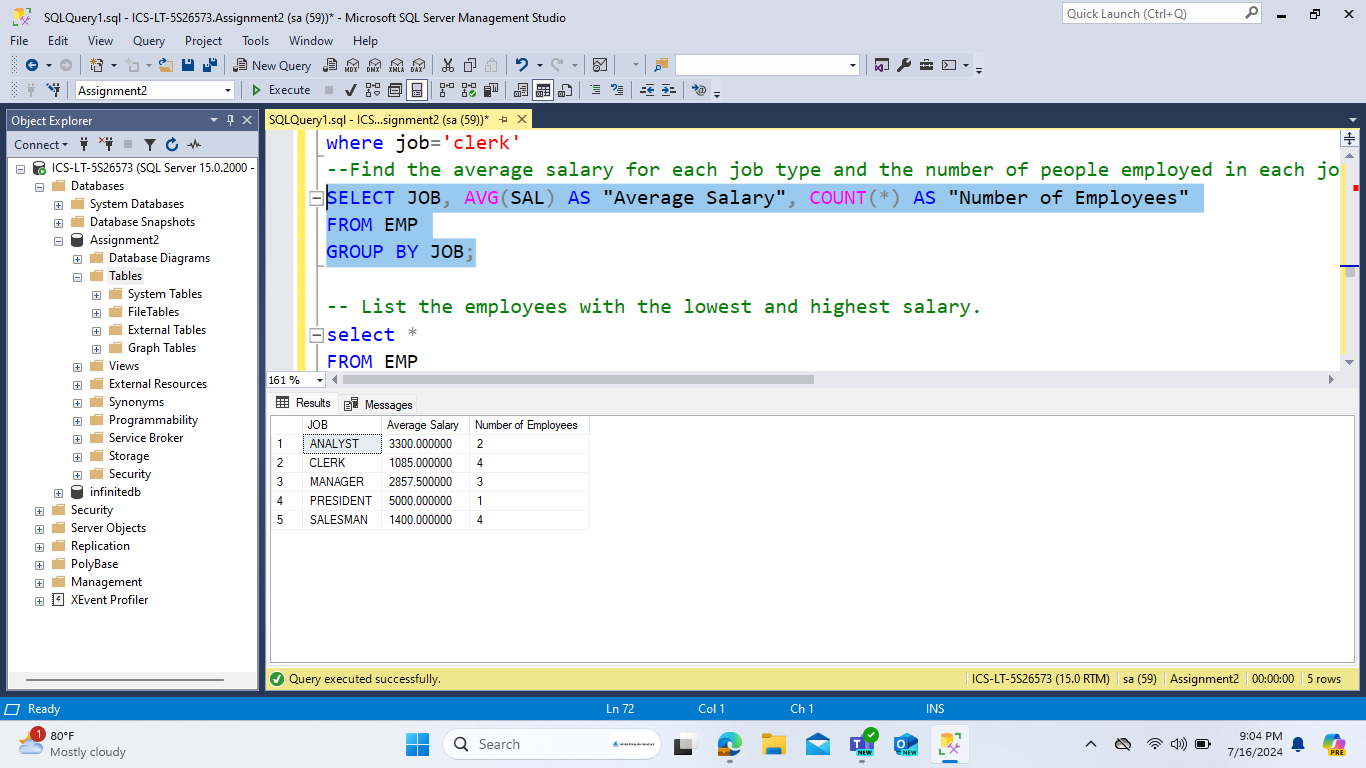 SQLQuery1.sql - ICS-LT-5S26573.Assignment2 (sa (59))* - Microsoft SQL Server Management Studio
Quick Launch (Ctrl+Q)
File Edit View Query Project Tools Window Help
New Query
MDX DMX XMLA DAX
Assignment2
Execute
Object Explorer
SQLQuery1.sql - ICS...signment2 (sa (59))*
Connect
ICS-LT-5S26573 (SQL Server 15.0.2000 -
Databases
System Databases
Database Snapshots
Assignment2
Database Diagrams
Tables
System Tables
FileTables
External Tables
Graph Tables
Views
External Resources
Synonyms
Programmability
Service Broker
Storage
Security
infinitedb
Security
Server Objects
Replication
PolyBase
Management
XEvent Profiler
where job='clerk'
--Find the average salary for each job type and the number of people employed in each jo
SELECT JOB, AVG(SAL) AS "Average Salary", COUNT(*) AS "Number of Employees"
FROM EMP
GROUP BY JOB;
-- List the employees with the lowest and highest salary.
select *
FROM EMP
161 %
Results Messages
JOB Average Salary Number of Employees
1 ANALYST 3300.000000 2
2 CLERK 1085.000000 4
3 MANAGER 2857.500000 3
4 PRESIDENT 5000.000000 1
5 SALESMAN 1400.000000 4
Query executed successfully.
ICS-LT-5S26573 (15.0 RTM) sa (59) Assignment2 00:00:00 5 rows
Ready Ln 72 Col 1 Ch 1 INS
1
80°F
Mostly cloudy
Search
NEW
NEW
9:04 PM
7/16/2024
PRE